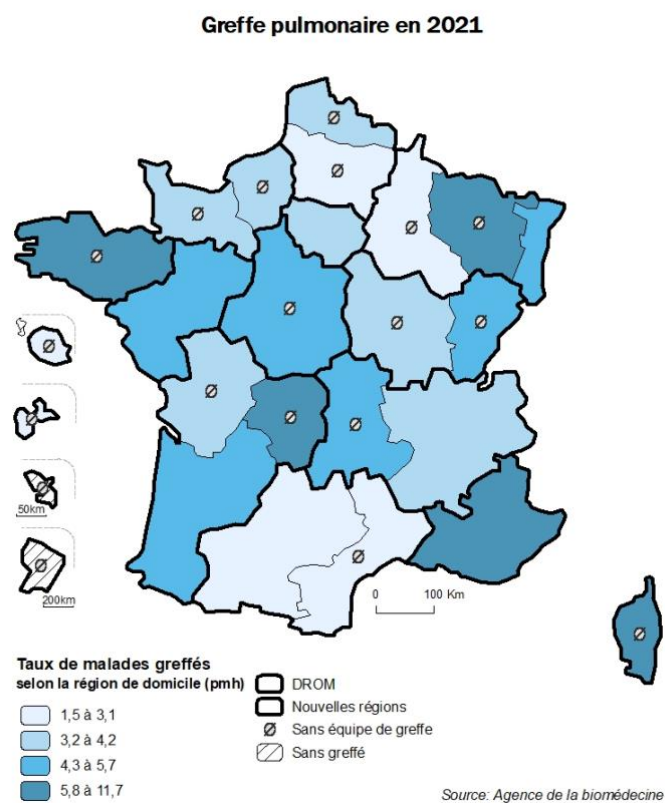 Greffe pulmonaire en 2021
50km
200km
0 100 Km
Taux de malades greffés
selon la région de domicile (pmh)
1,5 à 3,1
3,2 à 4,2
4,3 à 5,7
5,8 à 11,7
DROM
Nouvelles régions
Sans équipe de greffe
Sans greffé
Source: Agence de la biomédecine